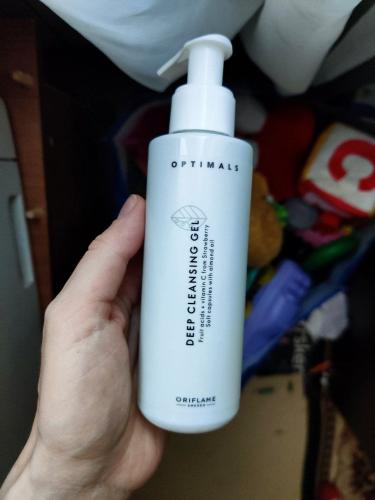 OPTIMALS
DEEP CLEANSING GEL
Fruit acids + vitamin C from Strawberry
Soft capsules with almond oil
ORIFLAME
SWEDEN
C